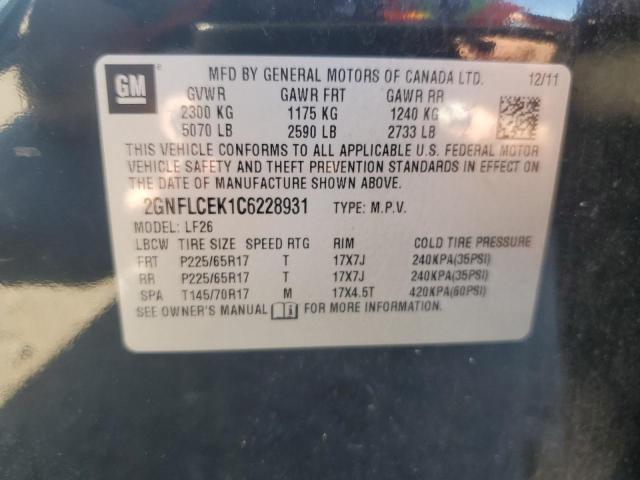 GM
MFD BY GENERAL MOTORS OF CANADA LTD. 12/11
GVWR GAWR FRT GAWR RR
2300 KG 1175 KG 1240 KG
5070 LB 2590 LB 2733 LB
THIS VEHICLE CONFORMS TO ALL APPLICABLE U.S. FEDERAL MOTOR
VEHICLE SAFETY AND THEFT PREVENTION STANDARDS IN EFFECT ON
THE DATE OF MANUFACTURE SHOWN ABOVE.
2GNFLCEK1C6228931 TYPE: M.P.V.
MODEL: LF26
LBCW TIRE SIZE SPEED RTG RIM COLD TIRE PRESSURE
FRT P225/65R17 T 17X7J 240KPA(35PSI)
RR P225/65R17 T 17X7J 240KPA(35PSI)
SPA T145/70R17 M 17X4.5T 420KPA(60PSI)
SEE OWNER'S MANUAL FOR MORE INFORMATION.